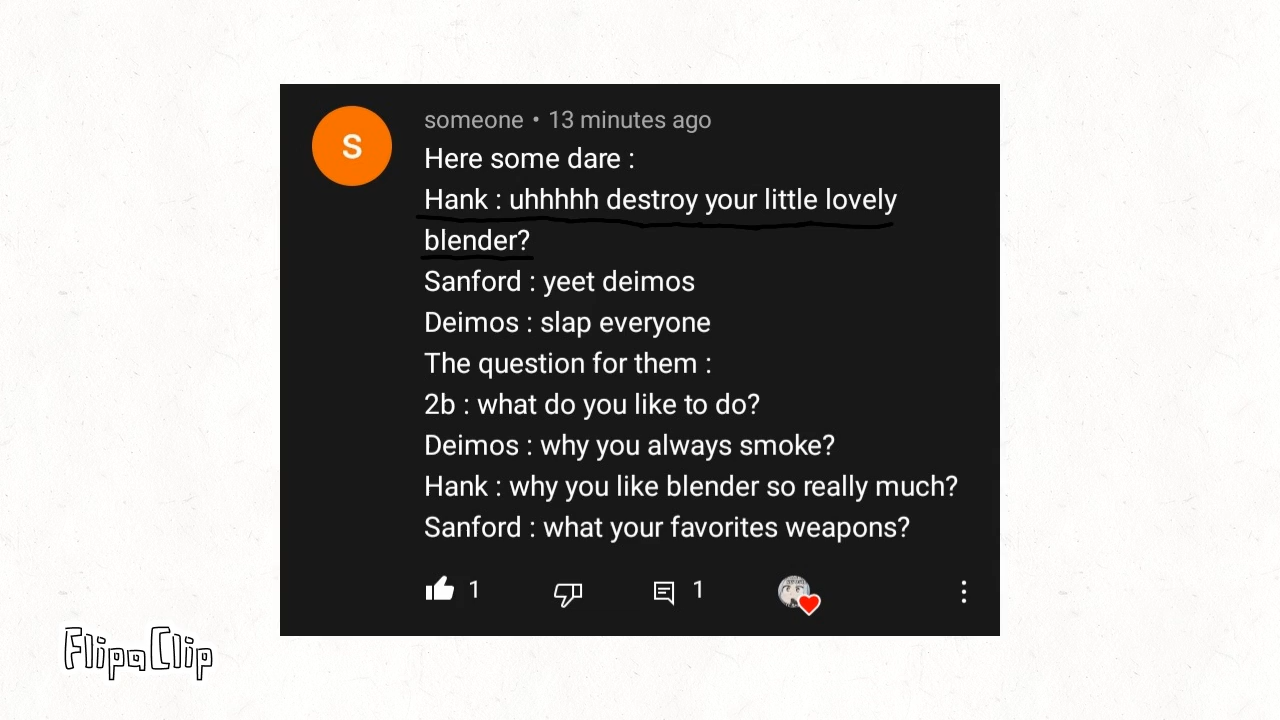 S
someone • 13 minutes ago
Here some dare :
Hank : uhhhhh destroy your little lovely
blender?
Sanford : yeet deimos
Deimos : slap everyone
The question for them :
2b : what do you like to do?
Deimos : why you always smoke?
Hank : why you like blender so really much?
Sanford : what your favorites weapons?
1
1
FlipaClip